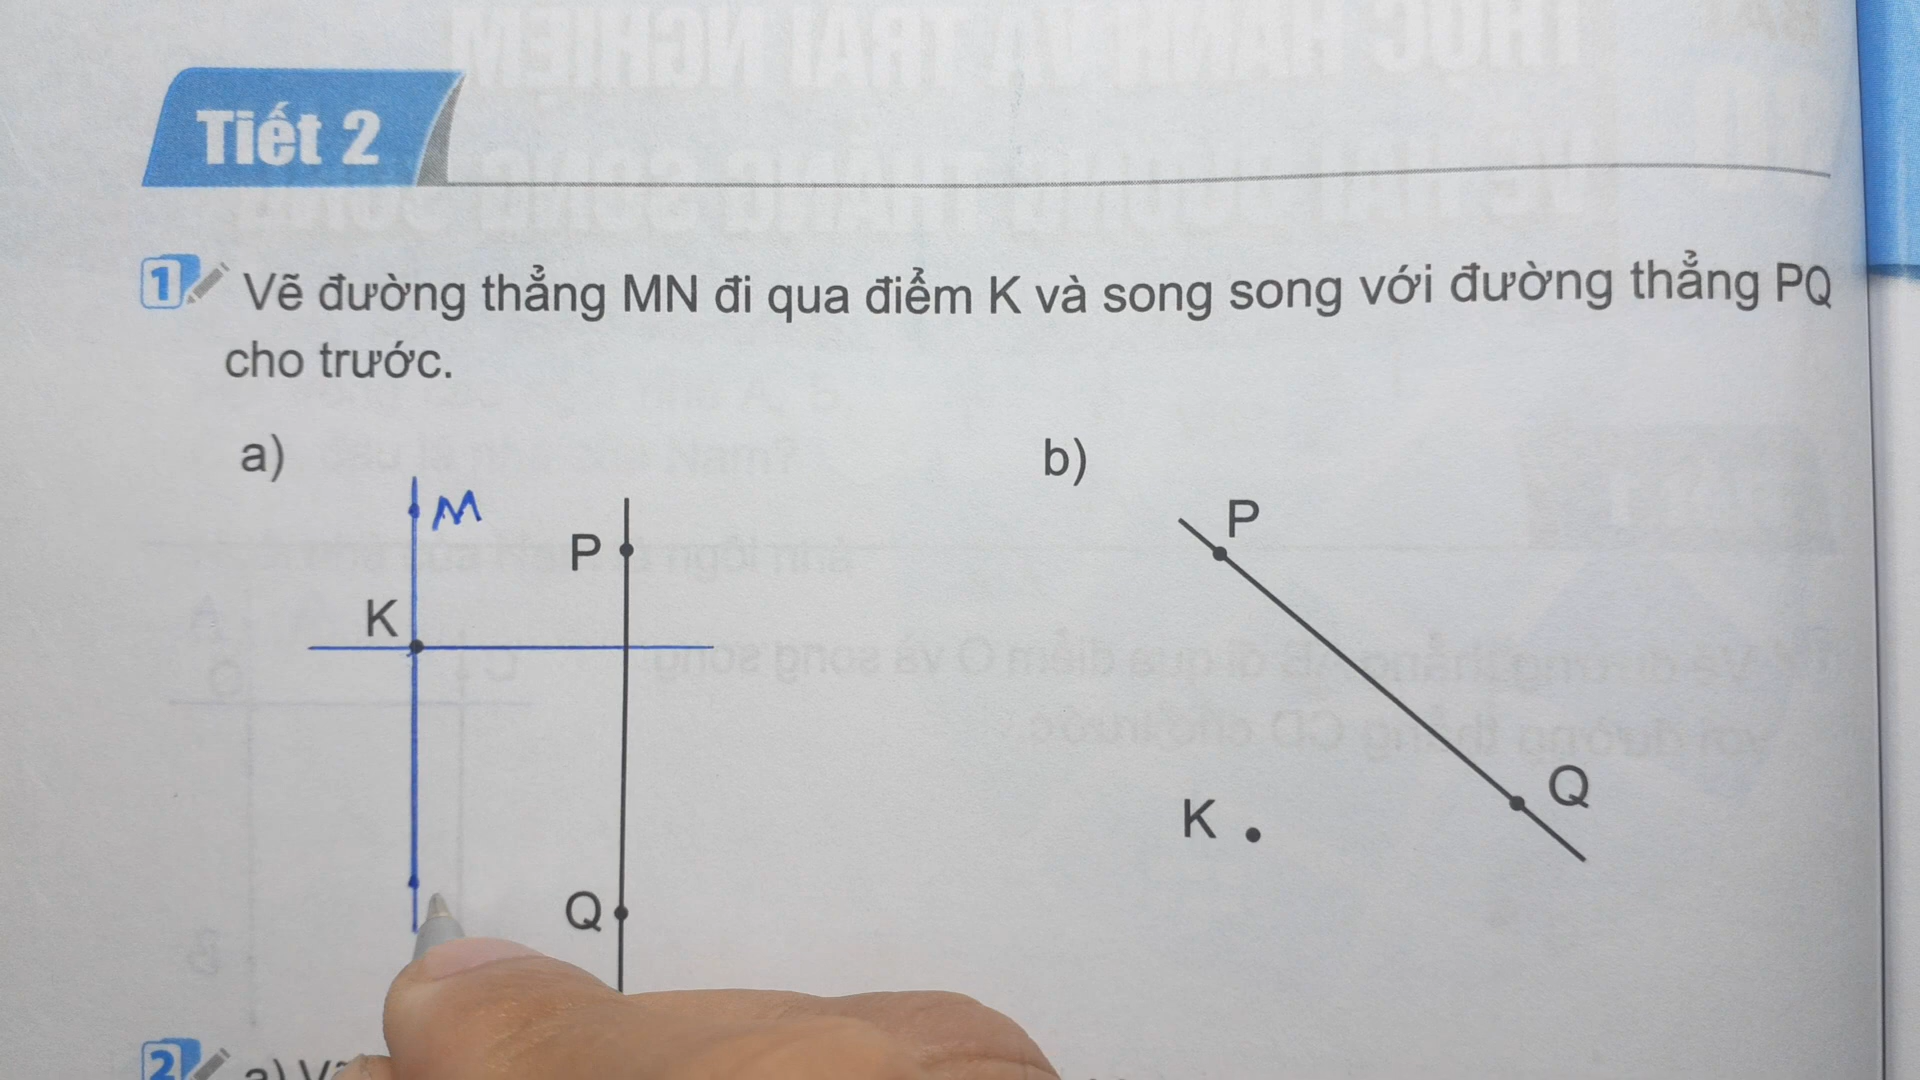 Tiết 2
1 Vẽ đường thẳng MN đi qua điểm K và song song với đường thẳng PQ
cho trước.
a)
b)
M
P
P
K
Q
K
Q
2 a)